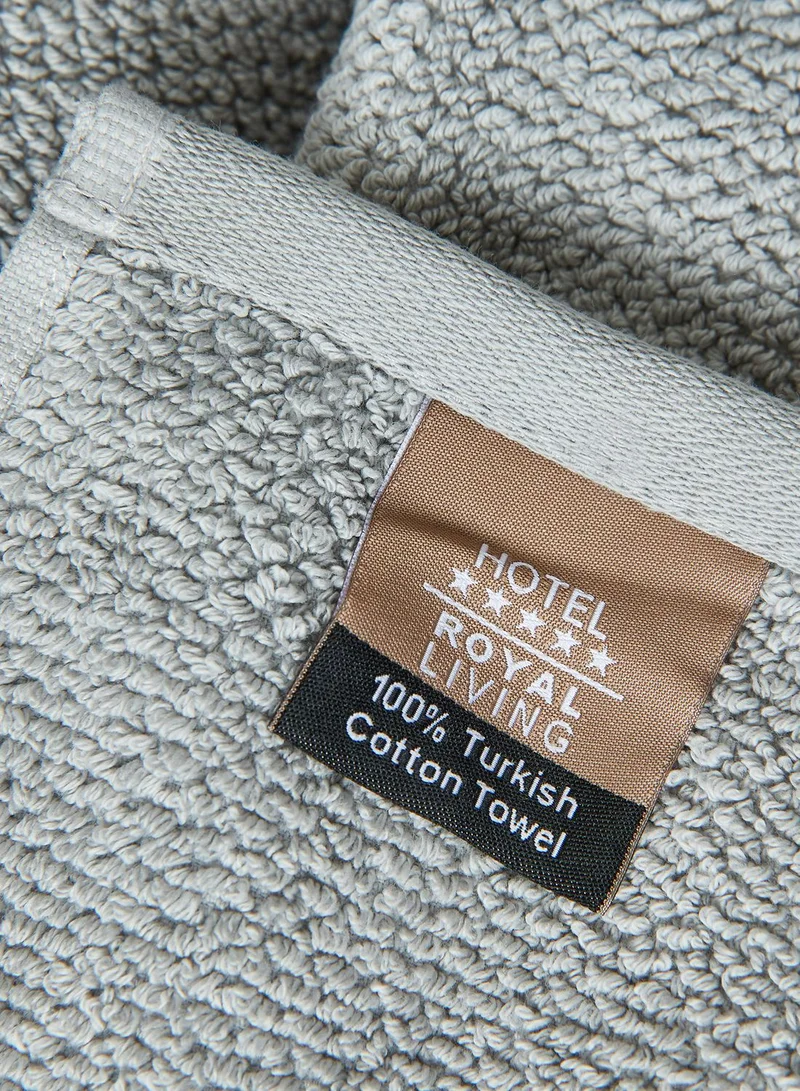 HOTEL
★★★★★
ROYAL
LIVING
100% Turkish
Cotton Towel